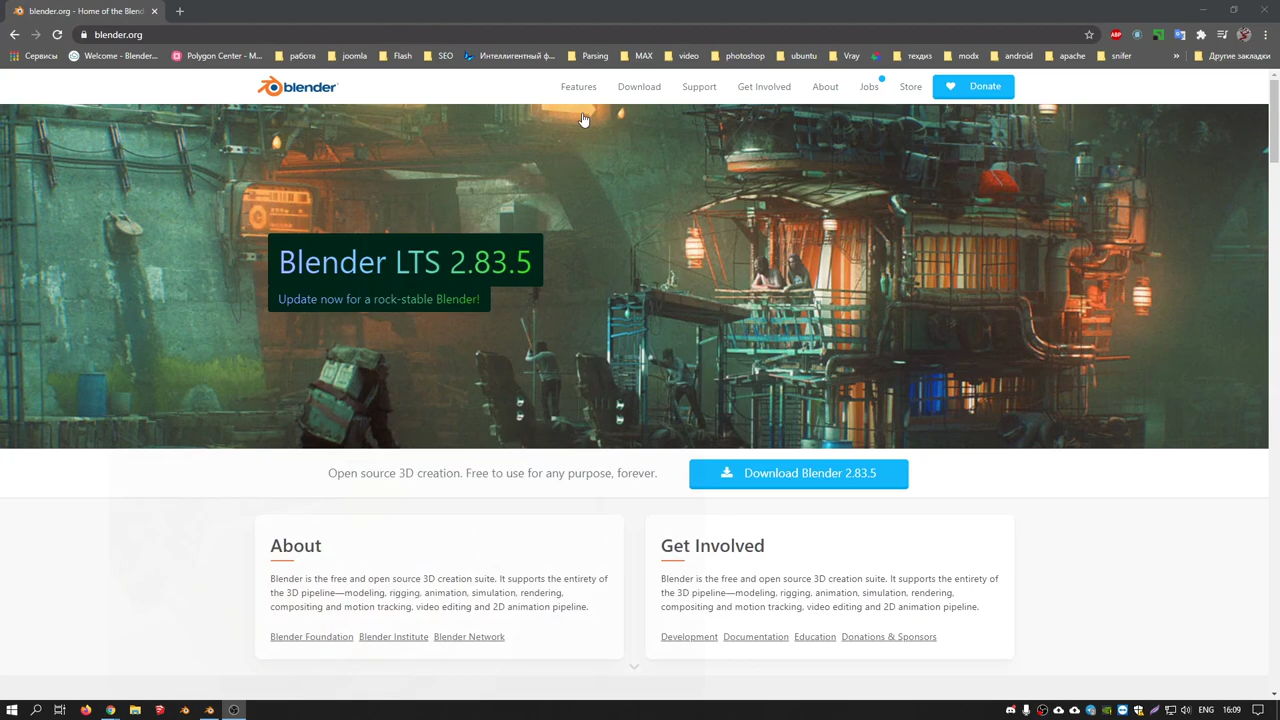 blender.org - Home of the Blend
blender.org
Сервисы
Welcome - Blender...
Polygon Center - M...
работа
joomla
Flash
SEO
Интеллигентный ф...
Parsing
MAX
video
photoshop
ubuntu
Vray
техдиз
modx
android
apache
snifer
»
Другие закладки
blender
Features
Download
Support
Get Involved
About
Jobs
Store
Donate
Blender LTS 2.83.5
Update now for a rock-stable Blender!
Open source 3D creation. Free to use for any purpose, forever.
Download Blender 2.83.5
About
Blender is the free and open source 3D creation suite. It supports the entirety of
the 3D pipeline—modeling, rigging, animation, simulation, rendering,
compositing and motion tracking, video editing and 2D animation pipeline.
Blender Foundation Blender Institute Blender Network
Get Involved
Blender is the free and open source 3D creation suite. It supports the entirety of
the 3D pipeline—modeling, rigging, animation, simulation, rendering,
compositing and motion tracking, video editing and 2D animation pipeline.
Development Documentation Education Donations & Sponsors
ENG
16:09